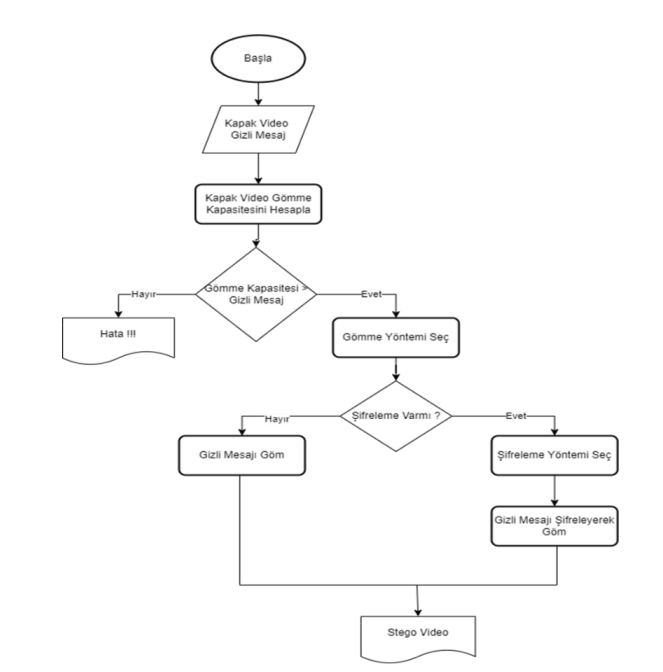 Başla
Kapak Video
Gizli Mesaj
Kapak Video Gömme
Kapasitesini Hesapla
Gömme Kapasitesi >
Gizli Mesaj
Hayır
Evet
Hata !!!
Gömme Yöntemi Seç
Şifreleme Varmı ?
Hayır
Evet
Gizli Mesajı Göm
Şifreleme Yöntemi Seç
Gizli Mesajı Şifreleyerek
Göm
Stego Video